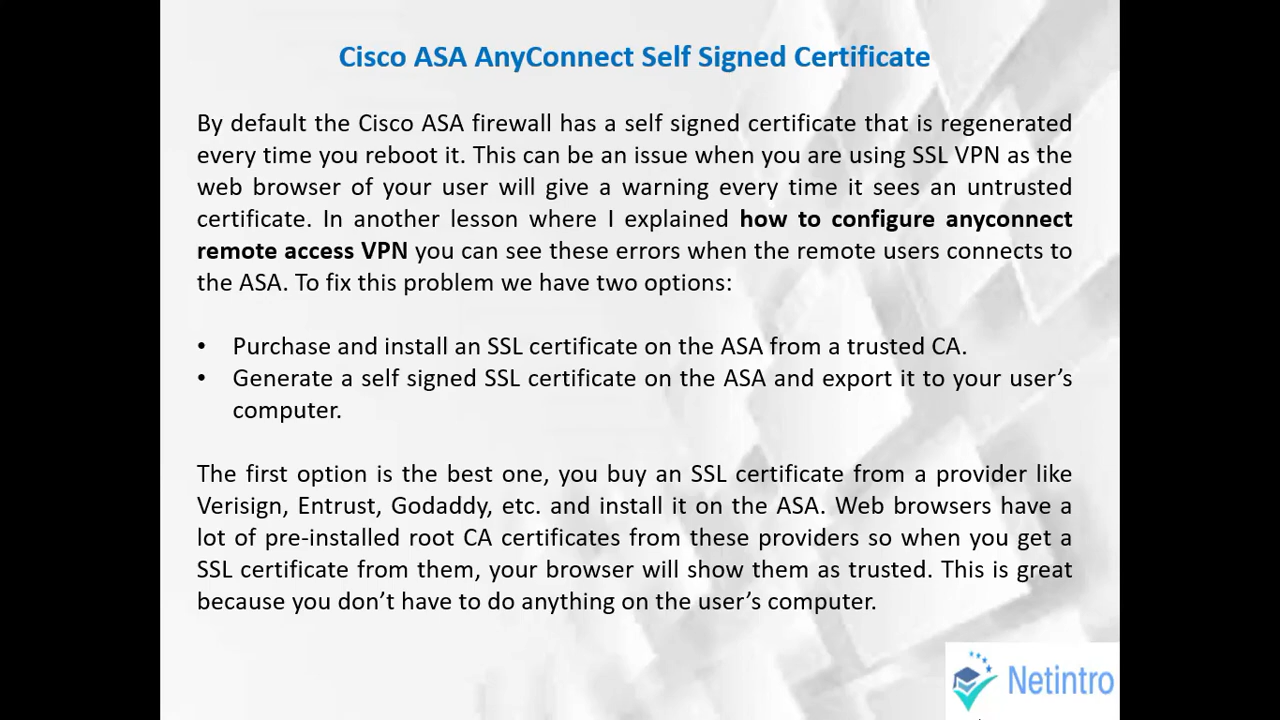 Cisco ASA AnyConnect Self Signed Certificate
By default the Cisco ASA firewall has a self signed certificate that is regenerated
every time you reboot it. This can be an issue when you are using SSL VPN as the
web browser of your user will give a warning every time it sees an untrusted
certificate. In another lesson where I explained how to configure anyconnect
remote access VPN you can see these errors when the remote users connects to
the ASA. To fix this problem we have two options:
• Purchase and install an SSL certificate on the ASA from a trusted CA.
• Generate a self signed SSL certificate on the ASA and export it to your user’s
computer.
The first option is the best one, you buy an SSL certificate from a provider like
Verisign, Entrust, Godaddy, etc. and install it on the ASA. Web browsers have a
lot of pre-installed root CA certificates from these providers so when you get a
SSL certificate from them, your browser will show them as trusted. This is great
because you don’t have to do anything on the user’s computer.
Netintro